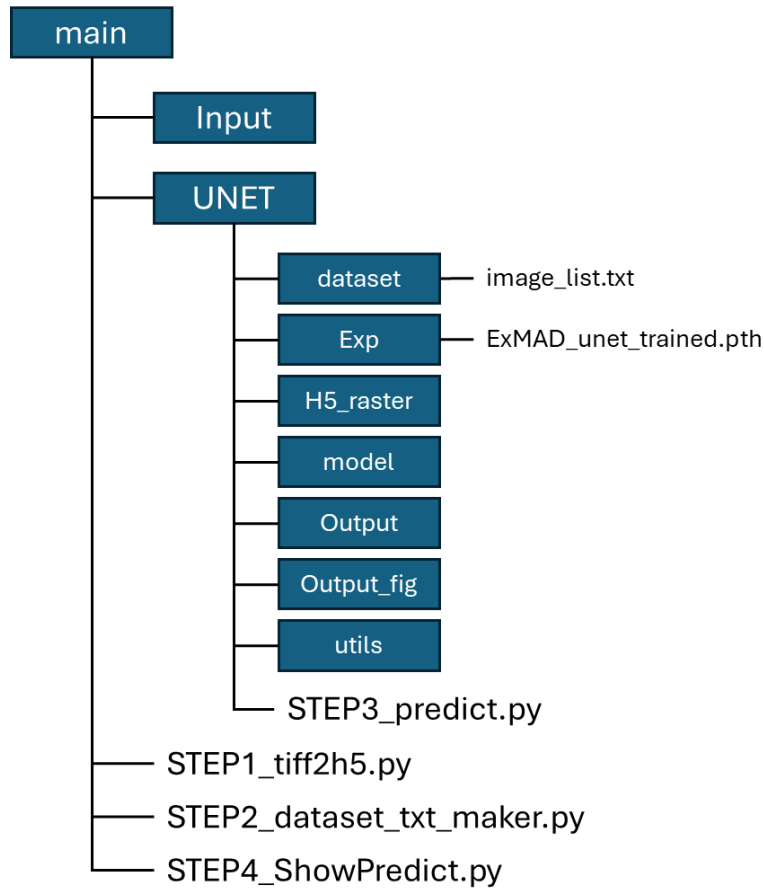 main
Input
UNET
dataset
image_list.txt
Exp
ExMAD_unet_trained.pth
H5_raster
model
Output
Output_fig
utils
STEP3_predict.py
STEP1_tiff2h5.py
STEP2_dataset_txt_maker.py
STEP4_ShowPredict.py